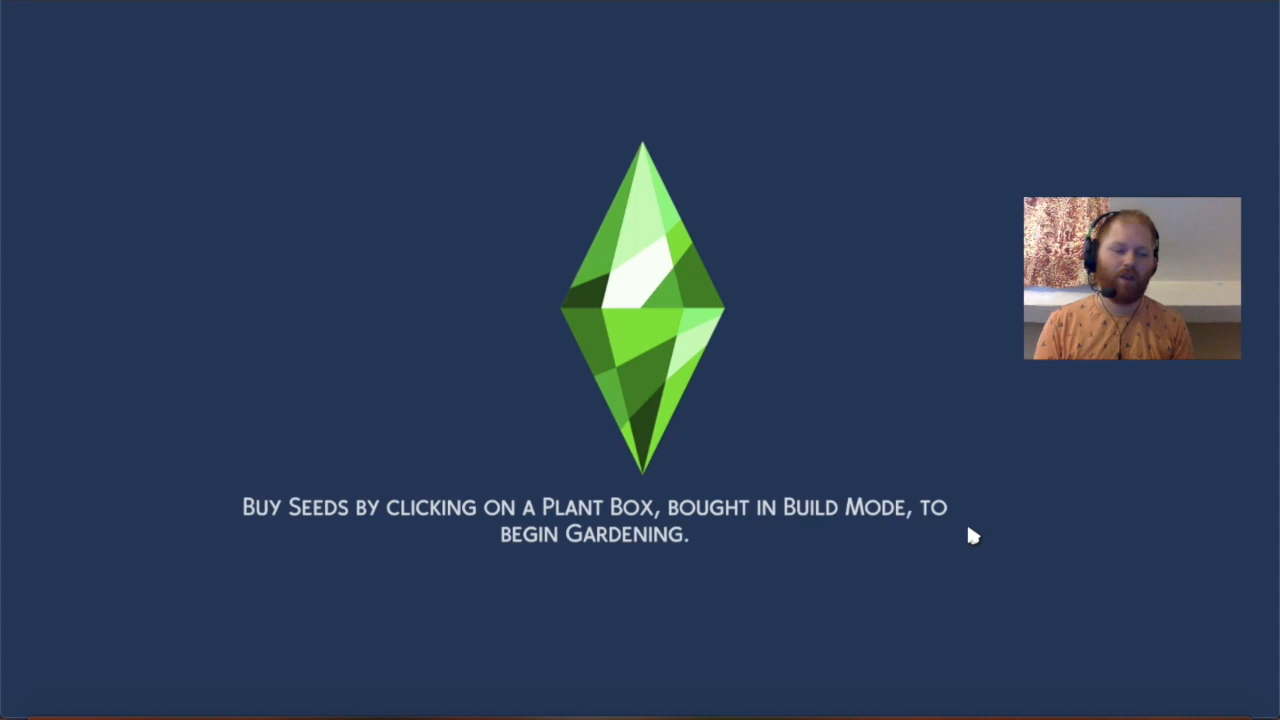 Buy Seeds by clicking on a Plant Box, bought in Build Mode, to
begin Gardening.